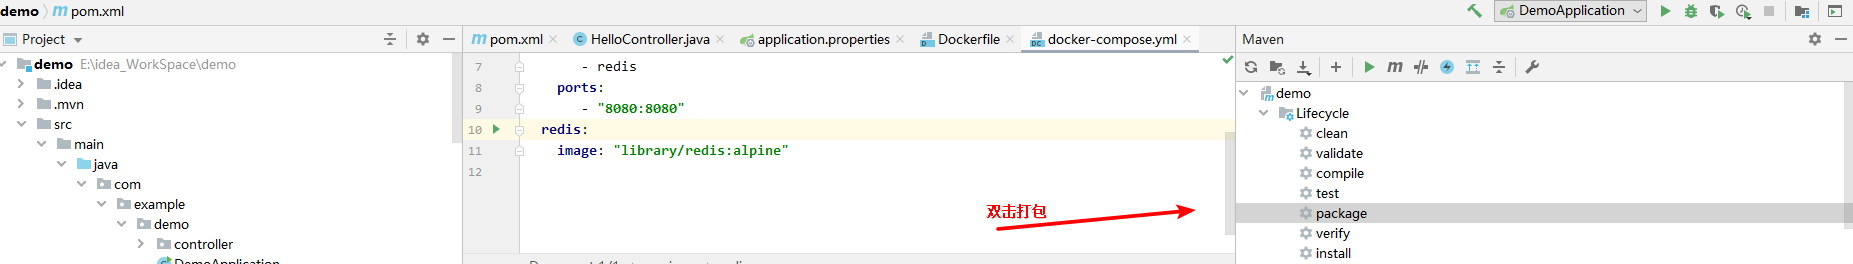 demo pom.xml
DemoApplication
Project
demo E:\idea_WorkSpace\demo
.idea
.mvn
src
main
java
com
example
demo
controller
DemoApplication
pom.xml HelloController.java application.properties Dockerfile docker-compose.yml
7 - redis
8 ports:
9 - "8080:8080"
10 redis:
11 image: "library/redis:alpine"
12
双击打包
Maven
demo
Lifecycle
clean
validate
compile
test
package
verify
install